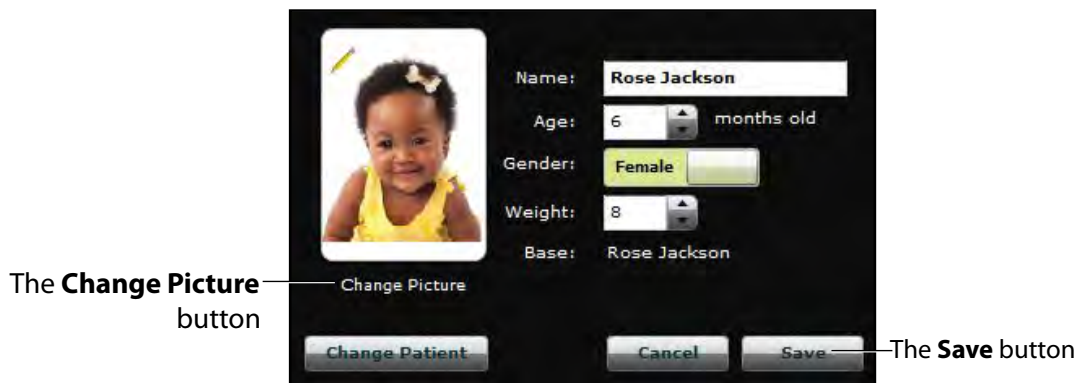 Name: Rose Jackson
Age: 6 months old
Gender: Female
Weight: 8
Base: Rose Jackson
The Change Picture
button
Change Picture
Change Patient Cancel Save
The Save button